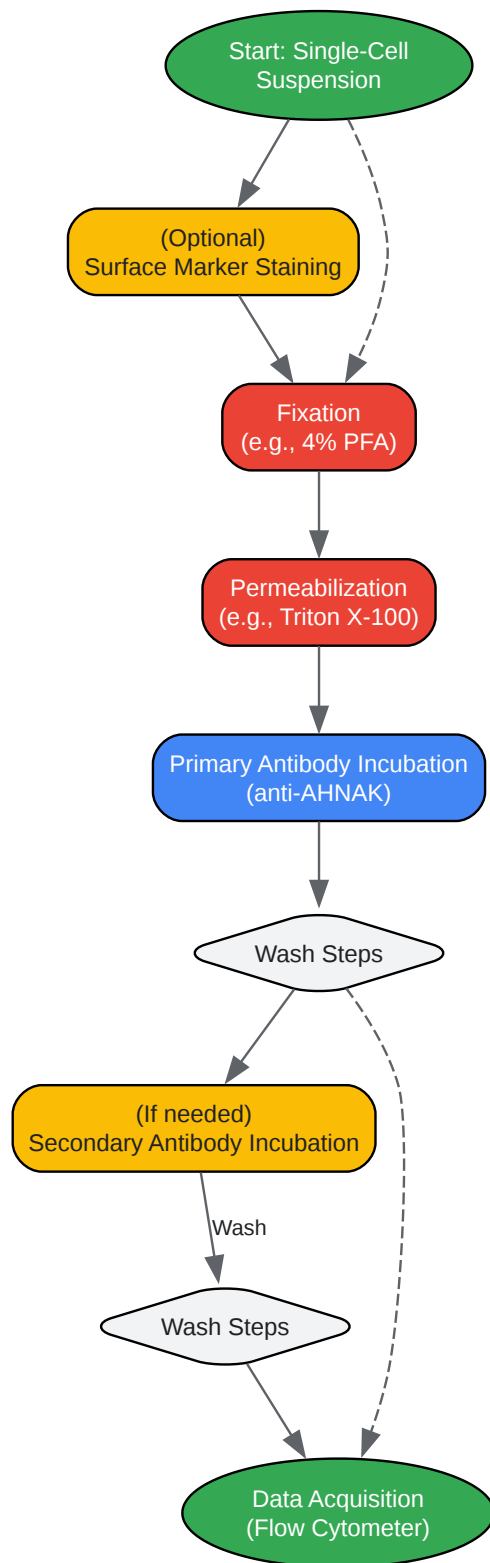 Start: Single-Cell
Suspension
(Optional)
Surface Marker Staining
Fixation
(e.g., 4% PFA)
Permeabilization
(e.g., Triton X-100)
Primary Antibody Incubation
(anti-AHNAK)
Wash Steps
(If needed)
Secondary Antibody Incubation
Wash
Wash Steps
Data Acquisition
(Flow Cytometer)